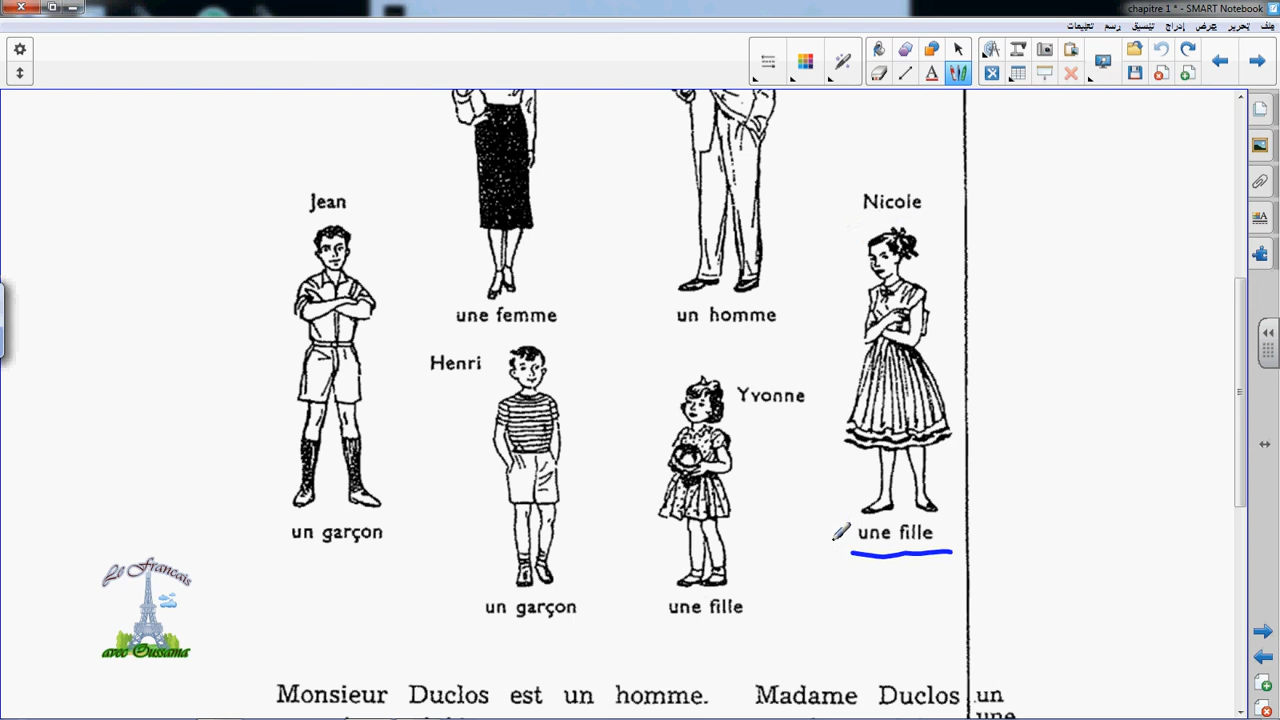 chapitre 1 * - SMART Notebook
ملف تحرير عرض إدراج تنسيق رسم تعليمات
Jean
Nicole
une femme
un homme
Henri
Yvonne
un garçon
une fille
un garçon
une fille
Le Francais
avec Oussama
Monsieur Duclos est un homme. Madame Duclos
un
une